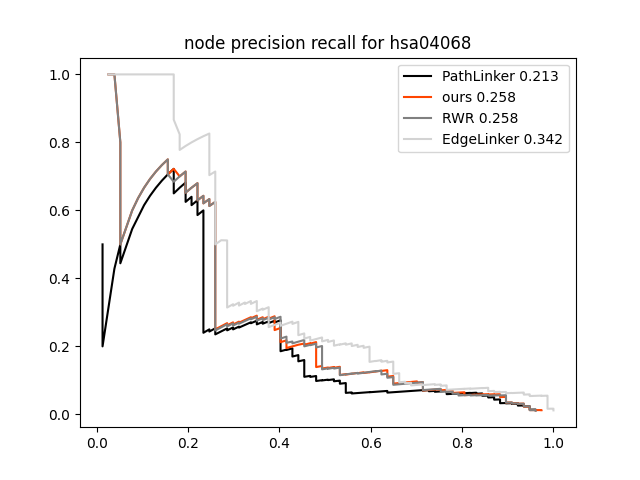 node precision recall for hsa04068
PathLinker 0.213
ours 0.258
RWR 0.258
EdgeLinker 0.342
1.0
0.8
0.6
0.4
0.2
0.0
0.0 0.2 0.4 0.6 0.8 1.0